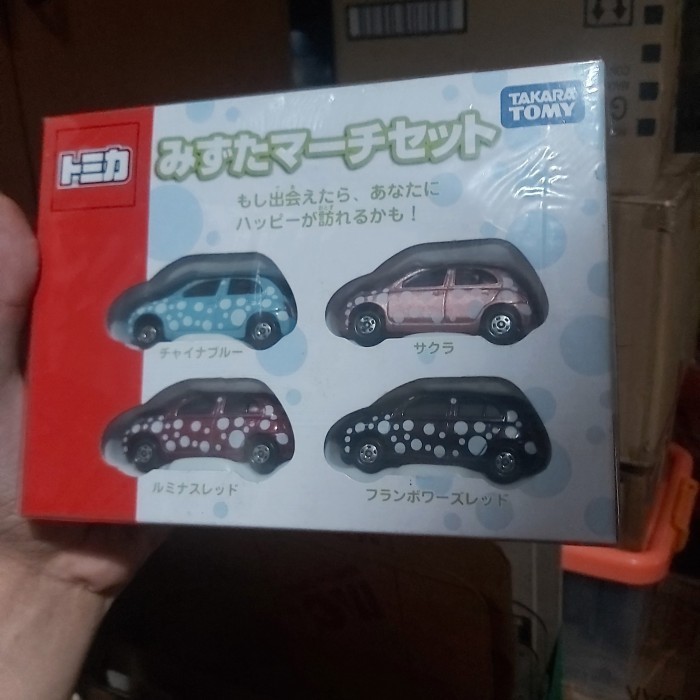 トミカ
みずたマーチセット
TAKARA TOMY
もし出会えたら、あなたに
ハッピーが訪れるかも!
チャイナブルー
サクラ
ルミナスレッド
フランボワーズレッド